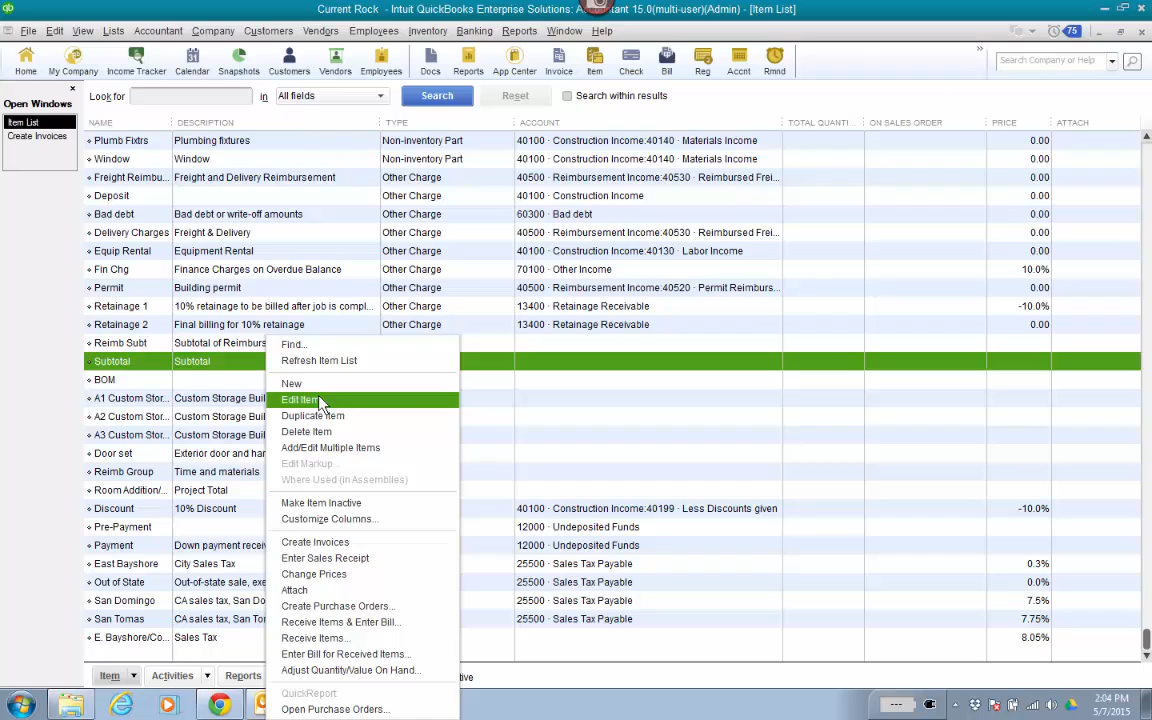 Current Rock - Intuit QuickBooks Enterprise Solutions: Accountant 15.0(multi-user)(Admin) - [Item List]
File Edit View Lists Accountant Company Customers Vendors Employees Inventory Banking Reports Window Help 75
Home My Company Income Tracker Calendar Snapshots Customers Vendors Employees Docs Reports App Center Invoice Item Check Bill Reg Accnt Rmnd Search Company or Help
Open Windows
Item List
Create Invoices
Look for in All fields Search Reset Search within results
NAME DESCRIPTION TYPE ACCOUNT TOTAL QUANTI... ON SALES ORDER PRICE ATTACH
Plumb Fixtrs Plumbing fixtures Non-inventory Part 40100 · Construction Income:40140 · Materials Income 0.00
Window Window Non-inventory Part 40100 · Construction Income:40140 · Materials Income 0.00
Freight Reimbu... Freight and Delivery Reimbursement Other Charge 40500 · Reimbursement Income:40530 · Reimbursed Frei... 0.00
Deposit Other Charge 40100 · Construction Income 0.00
Bad debt Bad debt or write-off amounts Other Charge 60300 · Bad debt 0.00
Delivery Charges Freight & Delivery Other Charge 40500 · Reimbursement Income:40530 · Reimbursed Frei... 0.00
Equip Rental Equipment Rental Other Charge 40100 · Construction Income:40130 · Labor Income 0.00
Fin Chg Finance Charges on Overdue Balance Other Charge 70100 · Other Income 10.0%
Permit Building permit Other Charge 40500 · Reimbursement Income:40520 · Permit Reimburs... 0.00
Retainage 1 10% retainage to be billed after job is compl... Other Charge 13400 · Retainage Receivable -10.0%
Retainage 2 Final billing for 10% retainage Other Charge 13400 · Retainage Receivable 0.00
Reimb Subt Subtotal of Reimburs
Subtotal Subtotal
BOM
A1 Custom Stor... Custom Storage Buil
A2 Custom Stor... Custom Storage Buil
A3 Custom Stor... Custom Storage Buil
Door set Exterior door and har
Reimb Group Time and materials
Room Addition/... Project Total
Discount 10% Discount 40100 · Construction Income:40199 · Less Discounts given -10.0%
Pre-Payment 12000 · Undeposited Funds
Payment Down payment recei 12000 · Undeposited Funds
East Bayshore City Sales Tax 25500 · Sales Tax Payable 0.3%
Out of State Out-of-state sale, exe 25500 · Sales Tax Payable 0.0%
San Domingo CA sales tax, San Do 25500 · Sales Tax Payable 7.5%
San Tomas CA sales tax, San To 25500 · Sales Tax Payable 7.75%
E. Bayshore/Co... Sales Tax 8.05%
Find...
Refresh Item List
New
Edit Item
Duplicate Item
Delete Item
Add/Edit Multiple Items
Edit Markup...
Where Used (in Assemblies)
Make Item Inactive
Customize Columns...
Create Invoices
Enter Sales Receipt
Change Prices
Attach
Create Purchase Orders...
Receive Items & Enter Bill...
Receive Items...
Enter Bill for Received Items...
Adjust Quantity/Value On Hand...
QuickReport
Open Purchase Orders...
Item Activities Reports tive
2:04 PM
5/7/2015